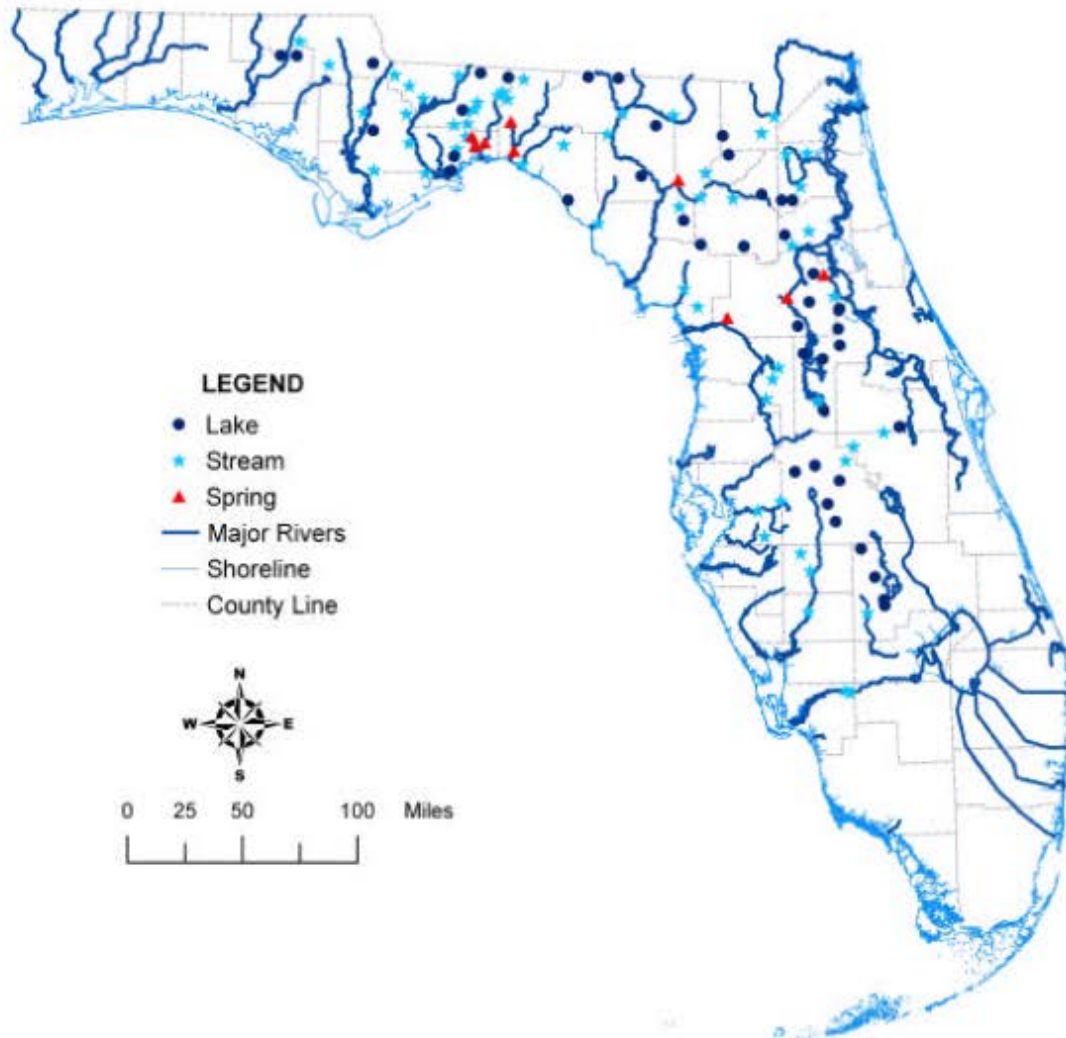 LEGEND
Lake
Stream
Spring
Major Rivers
Shoreline
County Line
N
W E
S
0 25 50 100 Miles